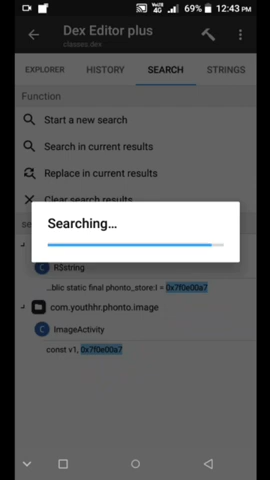 69% 12:43 PM
Dex Editor plus
classes.dex
EXPLORER HISTORY SEARCH STRINGS
Function
Start a new search
Search in current results
Replace in current results
Clear search results
Searching...
R$string
...blic static final phonto_store:I = 0x7f0e00a7
com.youthhr.phonto.image
ImageActivity
const v1, 0x7f0e00a7